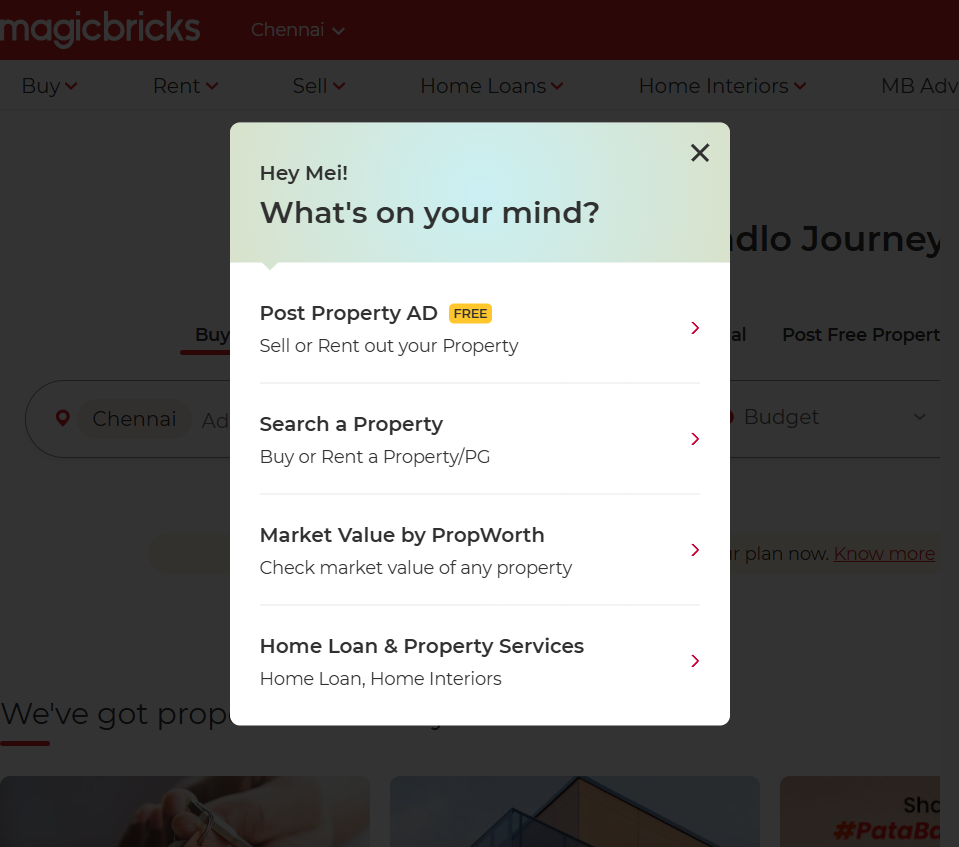 magicbricks
Chennai
Buy
Rent
Sell
Home Loans
Home Interiors
MB Adv
Hey Mei!
What's on your mind?
Journey
Buy
Post Free Propert
Post Property AD FREE
Sell or Rent out your Property
Chennai
Budget
Search a Property
Buy or Rent a Property/PG
Market Value by PropWorth
Check market value of any property
plan now. Know more
Home Loan & Property Services
Home Loan, Home Interiors
We've got prop
Sha
#PataBa